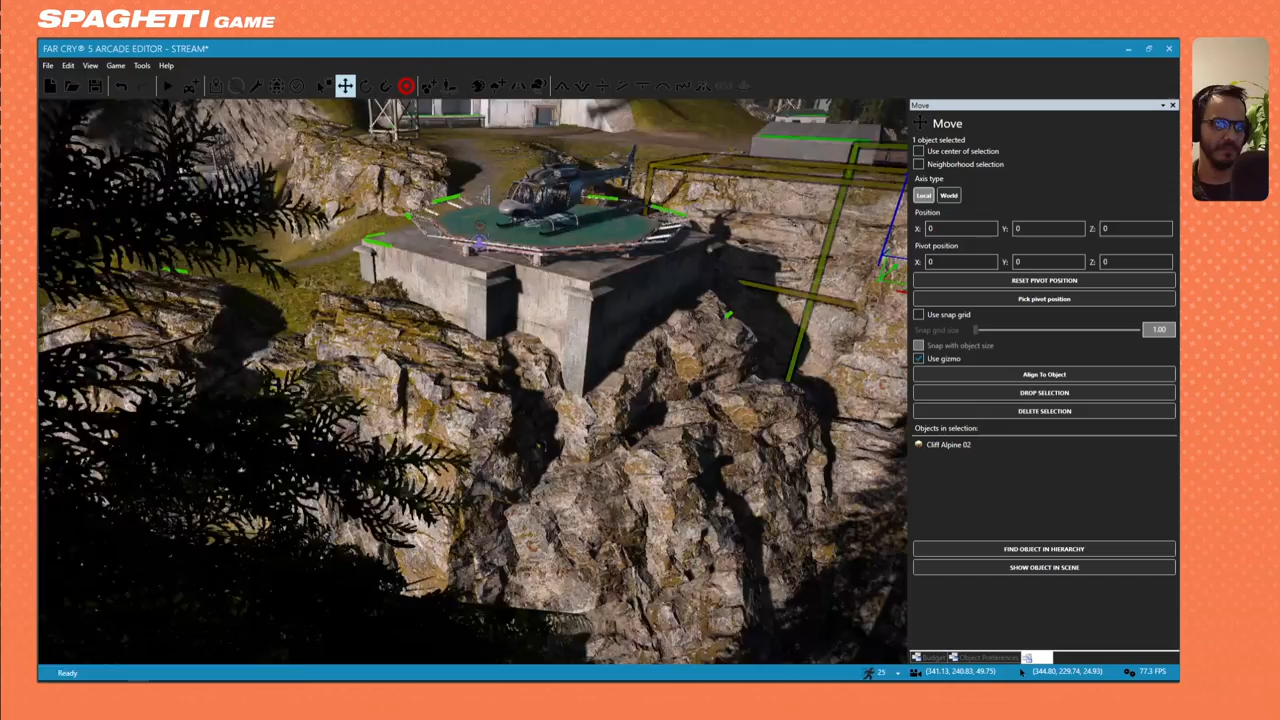 SPAGHETTI GAME
FAR CRY® 5 ARCADE EDITOR - STREAM*
File Edit View Game Tools Help
Move
Move
1 object selected
Use center of selection
Neighborhood selection
Axis type
Local World
Position
X: 0 Y: 0 Z: 0
Pivot position
X: 0 Y: 0 Z: 0
RESET PIVOT POSITION
Pick pivot position
Use snap grid
Snap grid size 1.00
Snap with object size
Use gizmo
Align To Object
DROP SELECTION
DELETE SELECTION
Objects in selection:
Cliff Alpine 02
FIND OBJECT IN HIERARCHY
SHOW OBJECT IN SCENE
Budget Object Preferences
Ready 25 (341.13, 240.83, 49.75) (344.80, 229.74, 24.93) 77.3 FPS